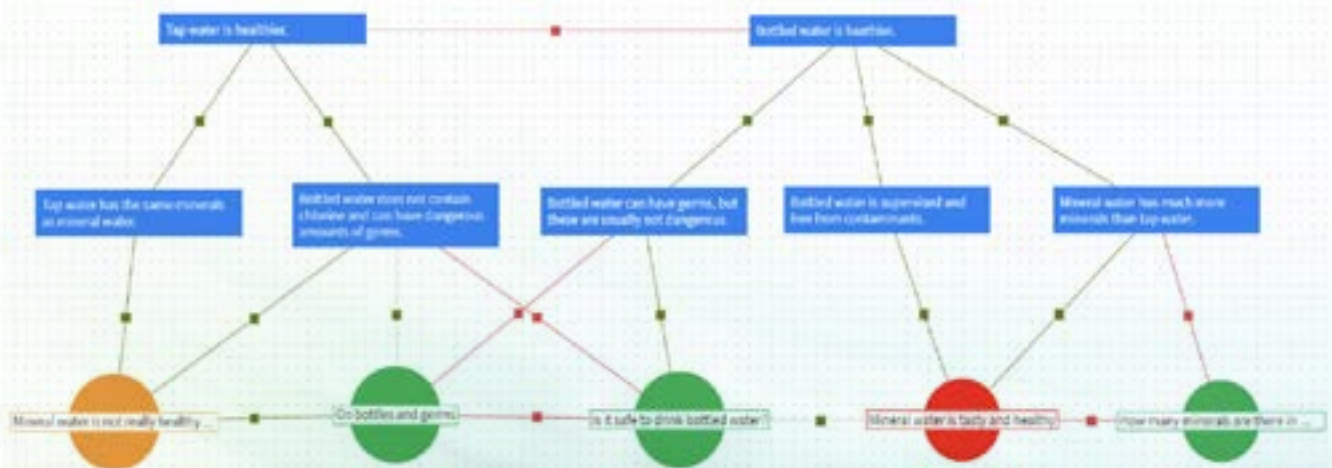 Tap water is healthier.
Bottled water is healthier.
Tap water has the same minerals
as mineral water.
Bottled water does not contain
chlorine and can have dangerous
amounts of germs.
Bottled water can have germs, but
these are usually not dangerous.
Bottled water is supervised and
free from contaminants.
Mineral water has much more
minerals than tap water.
Mineral water is not really healthy ...
On bottles and germs
Is it safe to drink bottled water?
Mineral water is tasty and healthy
How many minerals are there in ...